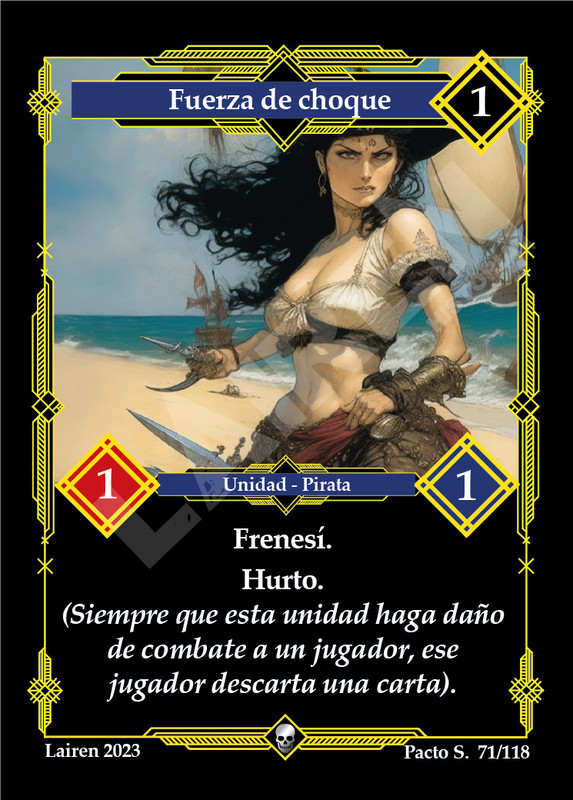 Fuerza de choque
1
1
Unidad - Pirata
1
Frenesí.
Hurto.
(Siempre que esta unidad haga daño
de combate a un jugador, ese
jugador descarta una carta).
Lairen 2023
Pacto S. 71/118